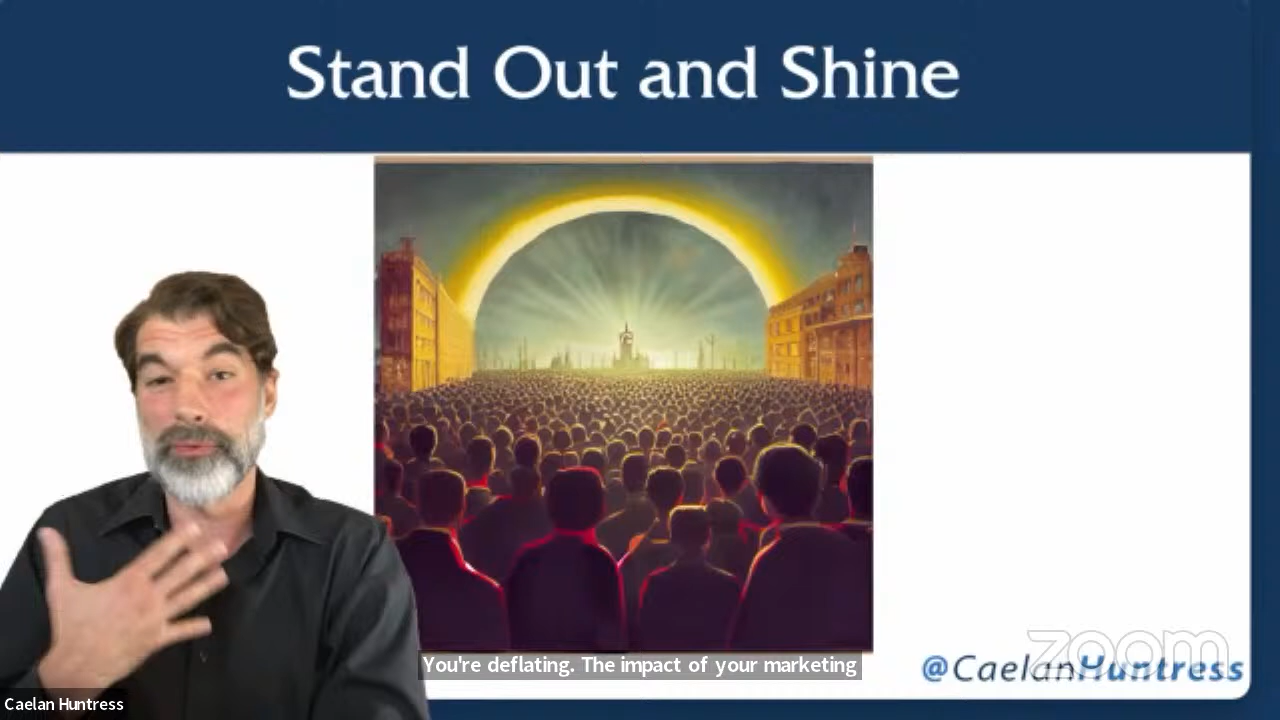 Stand Out and Shine
You're deflating. The impact of your marketing
zoom
@CaelanHuntress
Caelan Huntress